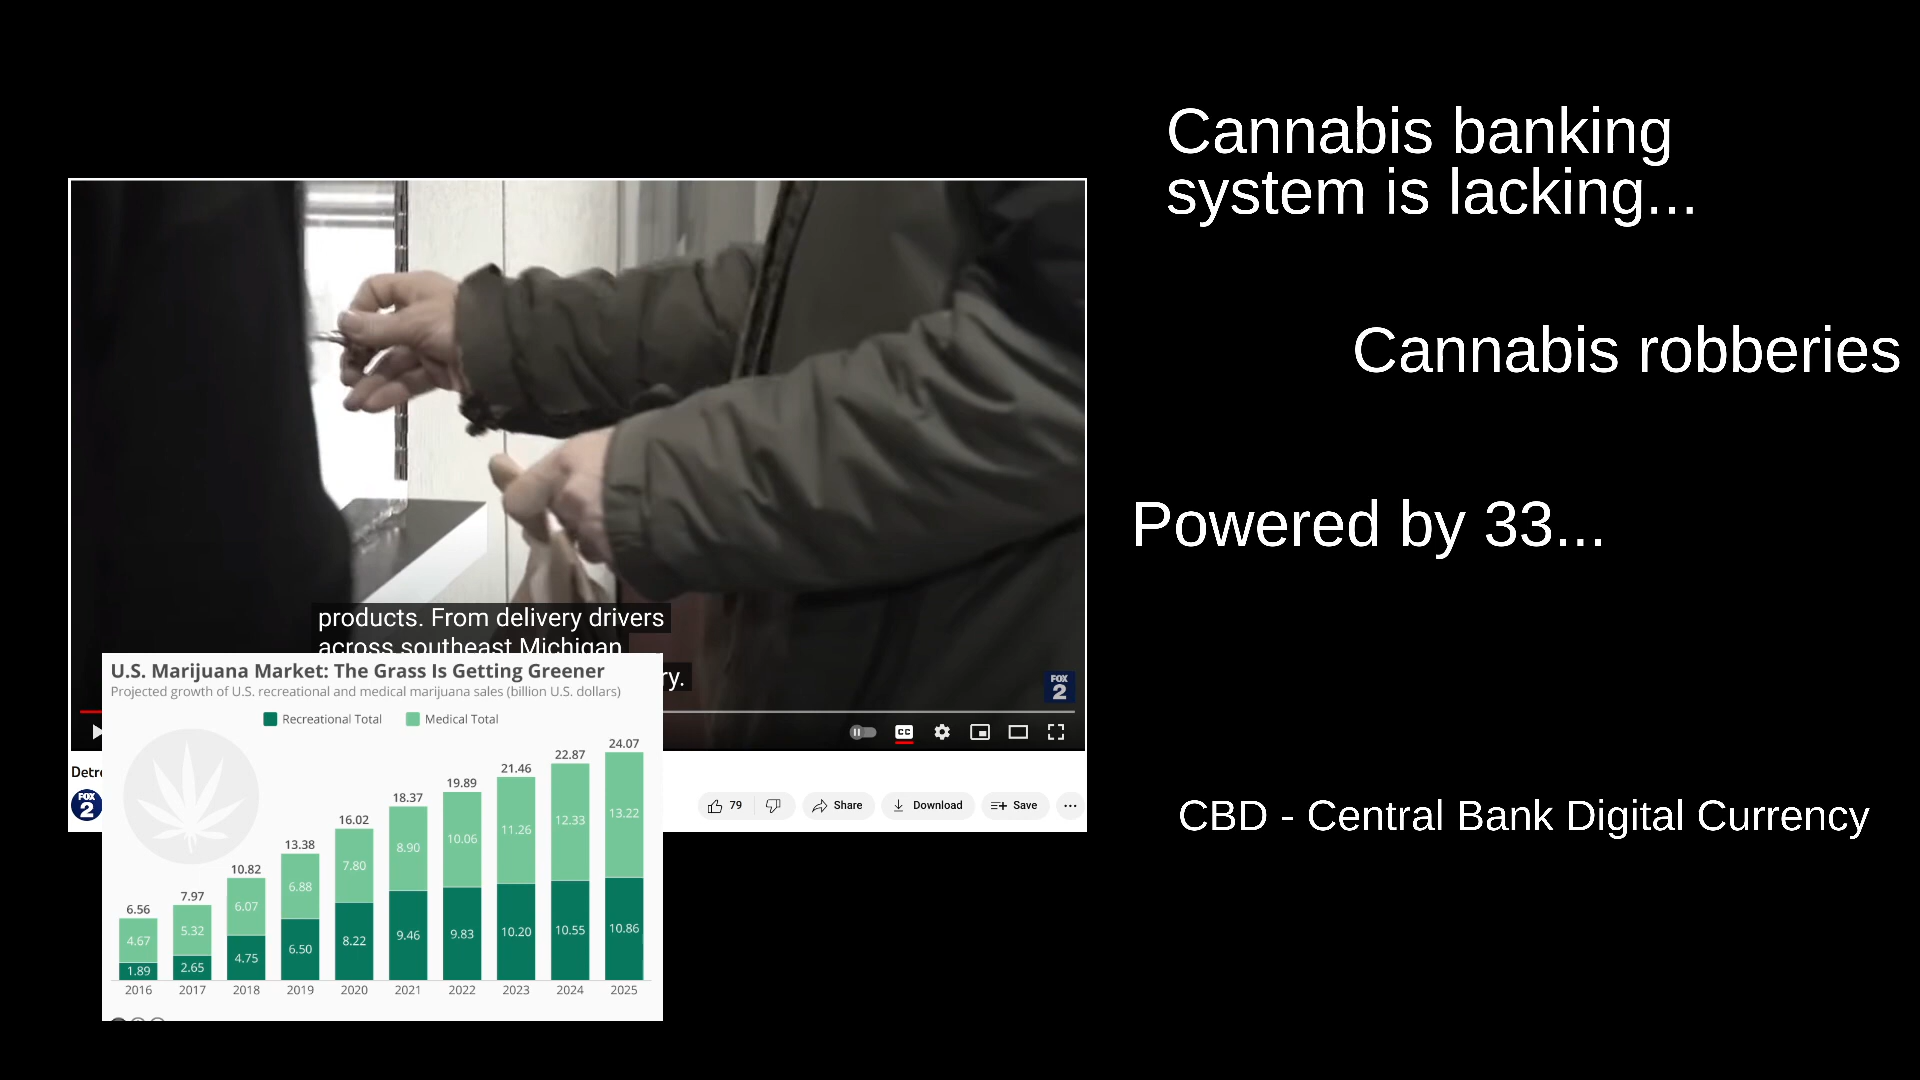 Cannabis banking
system is lacking...
Cannabis robberies
Powered by 33...
CBD - Central Bank Digital Currency
products. From delivery drivers
across southeast Michigan
ry.
FOX
2
Detr
FOX
2
79
Share
Download
Save
U.S. Marijuana Market: The Grass Is Getting Greener
Projected growth of U.S. recreational and medical marijuana sales (billion U.S. dollars)
Recreational Total
Medical Total
6.56 7.97 10.82 13.38 16.02 18.37 19.89 21.46 22.87 24.07
4.67 5.32 6.07 6.88 7.80 8.90 10.06 11.26 12.33 13.22
1.89 2.65 4.75 6.50 8.22 9.46 9.83 10.20 10.55 10.86
2016 2017 2018 2019 2020 2021 2022 2023 2024 2025